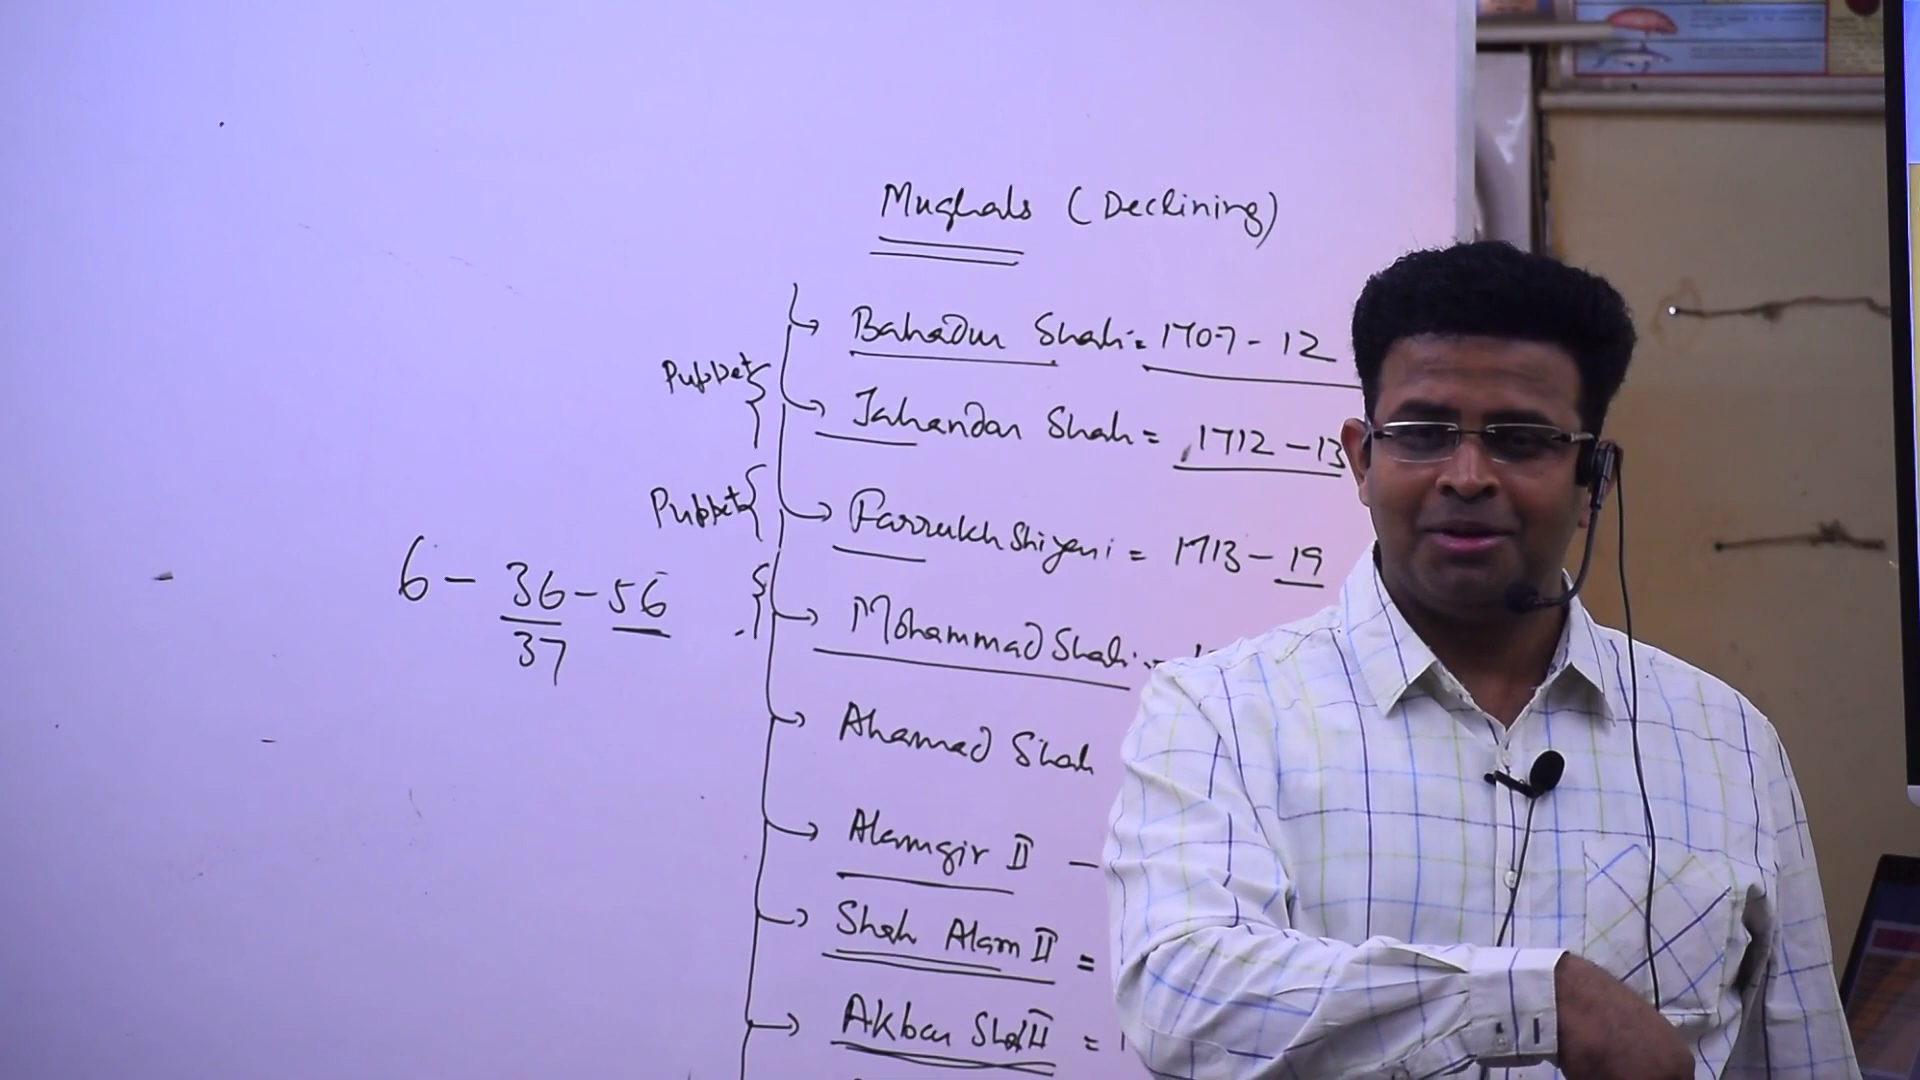 Mughals (Declining)
Bahadur Shah = 1707 - 12
Puppet
Jahandar Shah = 1712 - 13
Puppet
Farrukh Shiyari = 1713 - 19
6 - 36 - 56
37
Mohammad Shah -
Ahamad Shah
Alamgir II -
Shah Alam II =
Akbar Shah II =